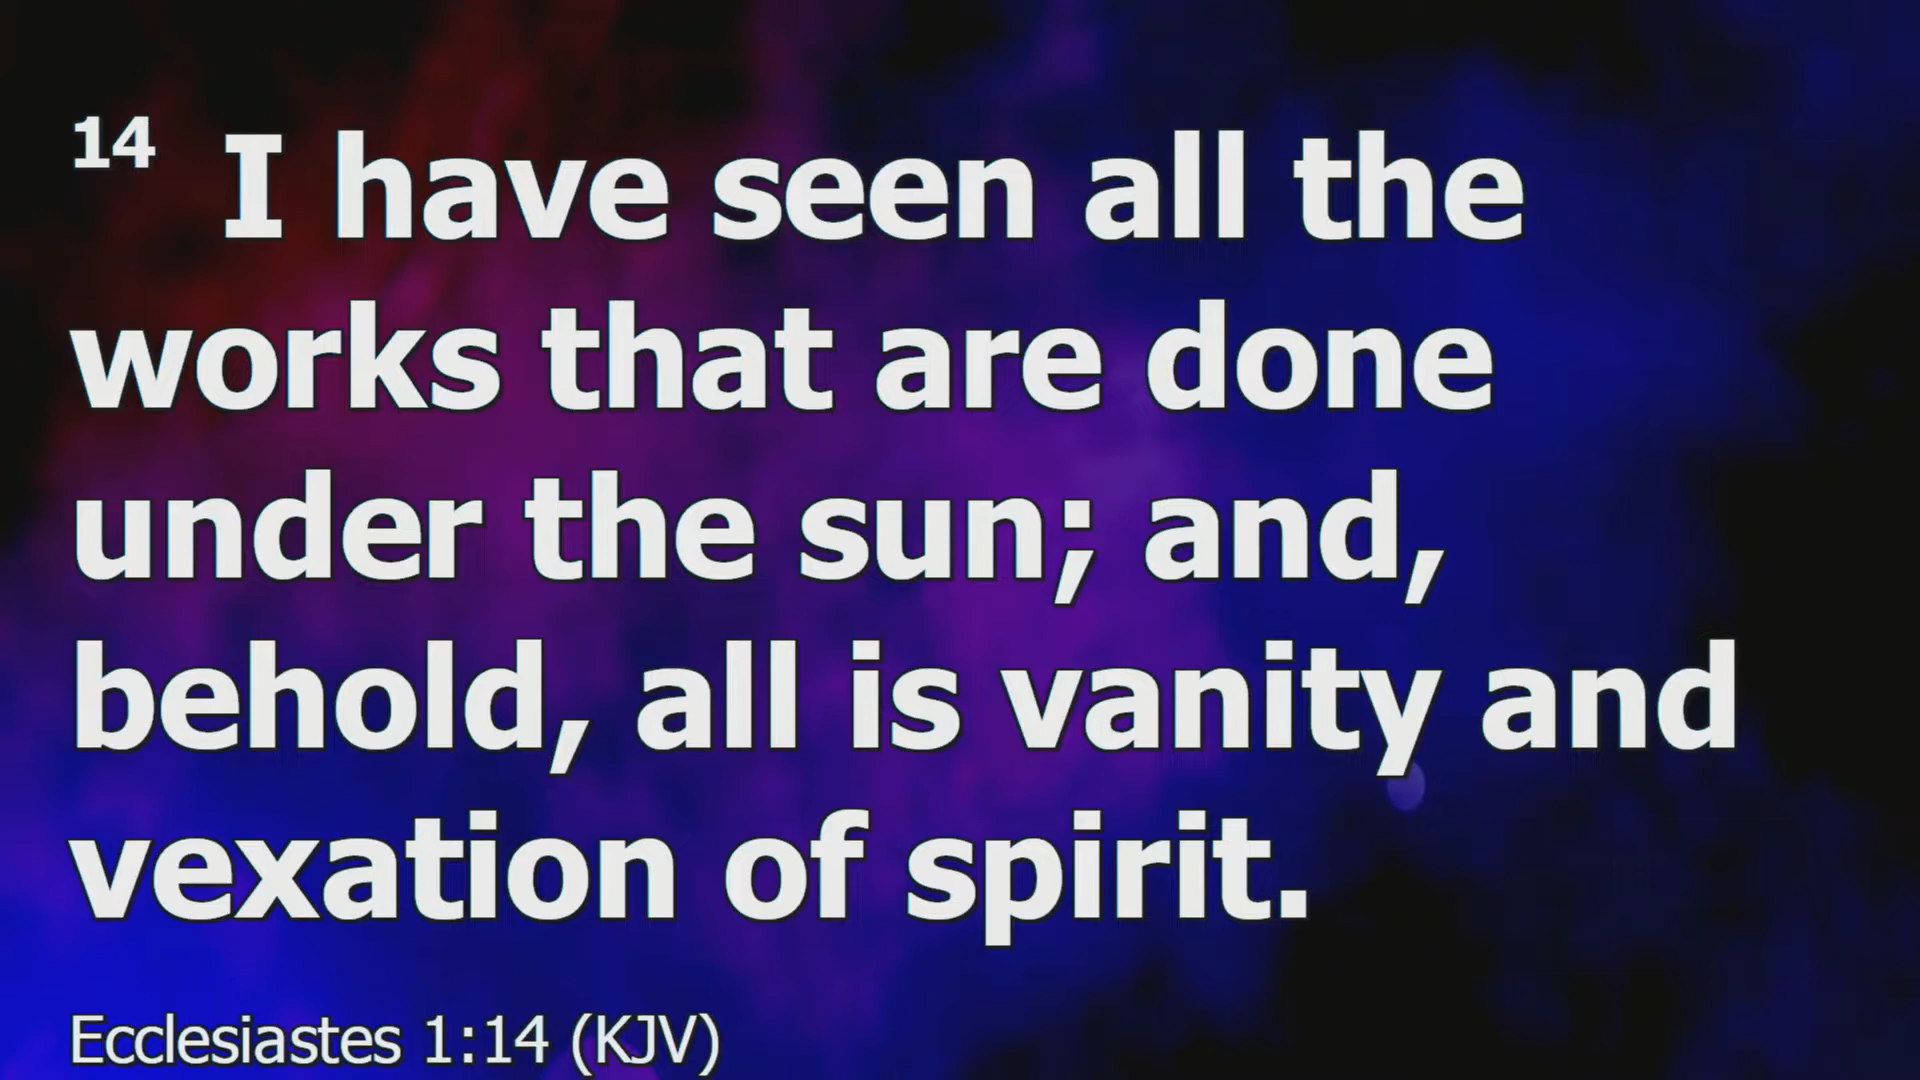 14 I have seen all the
works that are done
under the sun; and,
behold, all is vanity and
vexation of spirit.
Ecclesiastes 1:14 (KJV)